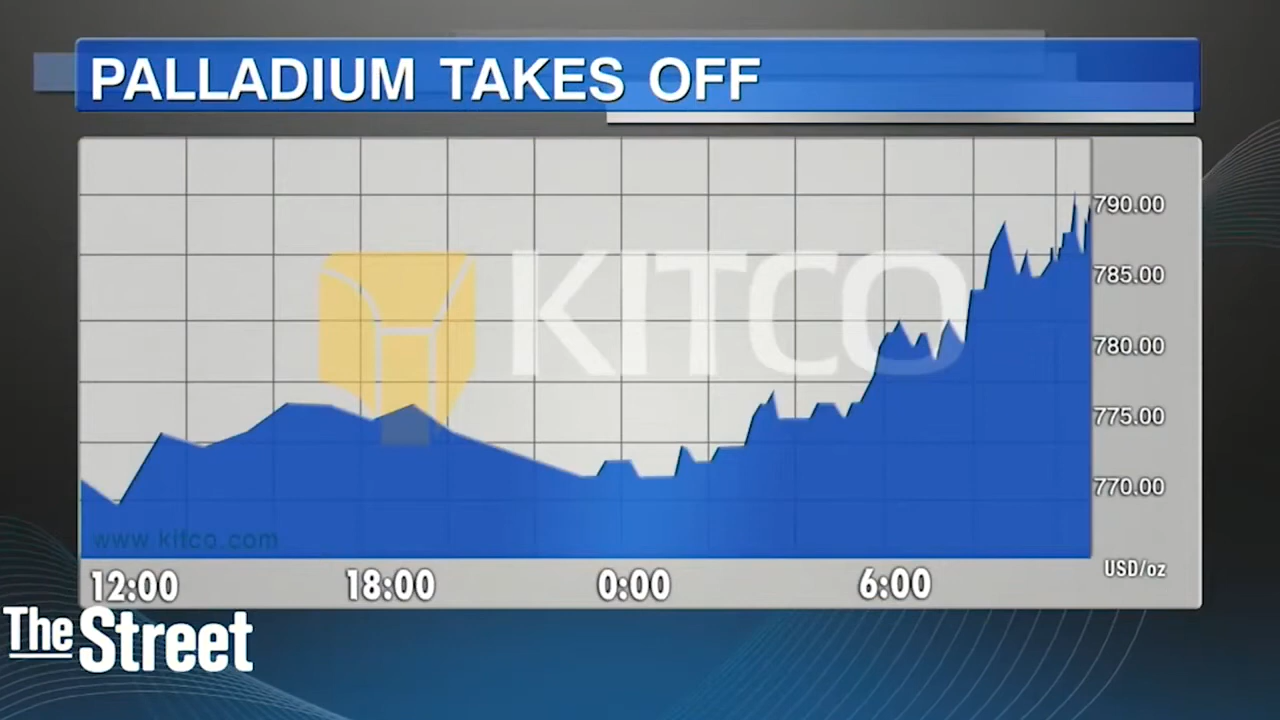 PALLADIUM TAKES OFF
KITCO
790.00
785.00
780.00
775.00
770.00
www.kitco.com
USD/oz
12:00 18:00 0:00 6:00
The Street